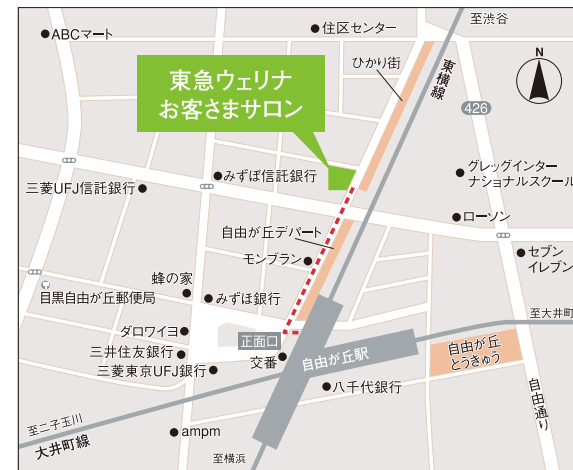 ABCマート
住区センター
至渋谷
ひかり街
東横線
N
426
東急ウェリナ
お客さまサロン
みずほ信託銀行
三菱UFJ信託銀行
グレッグインター
ナショナルスクール
ローソン
自由が丘デパート
モンブラン
セブン
イレブン
蜂の家
目黒自由が丘郵便局
みずほ銀行
ダロワイヨ
正面口
至大井町
三井住友銀行
交番
自由が丘駅
自由が丘
とうきゅう
三菱東京UFJ銀行
八千代銀行
自由通り
至二子玉川
大井町線
ampm
至横浜